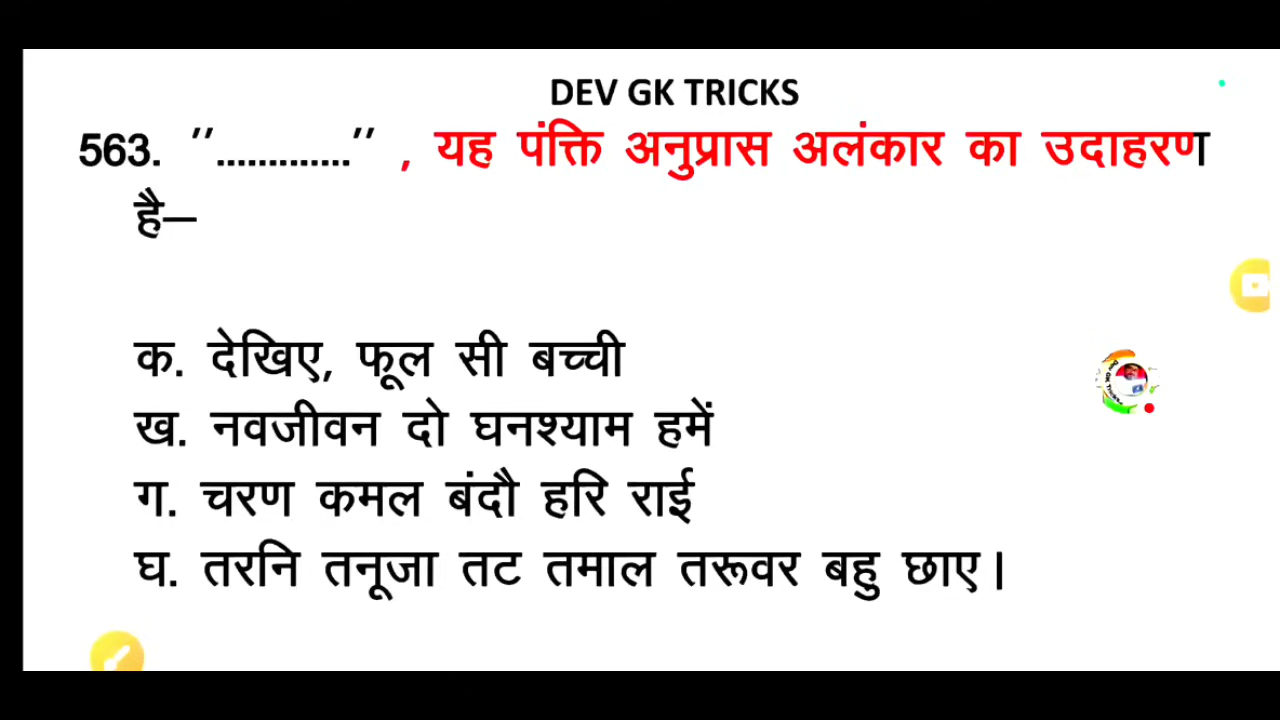 DEV GK TRICKS
563. ’’.............’’ , यह पंक्ति अनुप्रास अलंकार का उदाहरण
है–
क. देखिए, फूल सी बच्ची
ख. नवजीवन दो घनश्याम हमें
ग. चरण कमल बंदौ हरि राई
घ. तरनि तनूजा तट तमाल तरूवर बहु छाए।